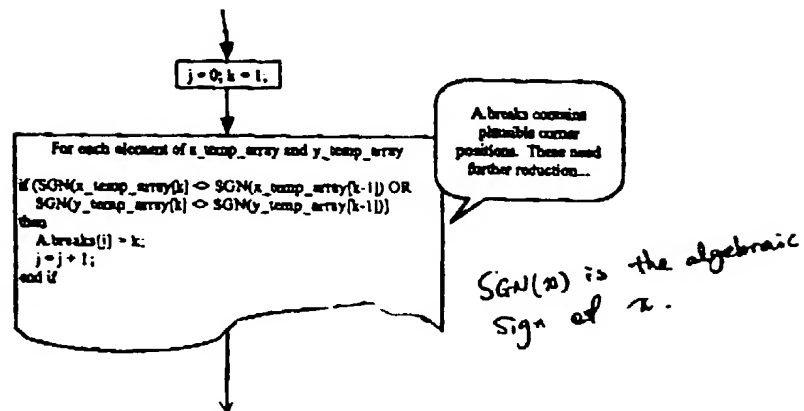 j = 0; k = 1;
For each element of x_temp_array and y_temp_array
if (SGN(x_temp_array[k] <> SGN(x_temp_array[k-1]) OR
SGN(y_temp_array[k] <> SGN(y_temp_array[k-1])}
then
A.breaks[j] = k;
j = j + 1;
end if
A.breaks contains
plausible corner
positions. These need
further reduction...
SGN(x) is the algebraic
sign of x.